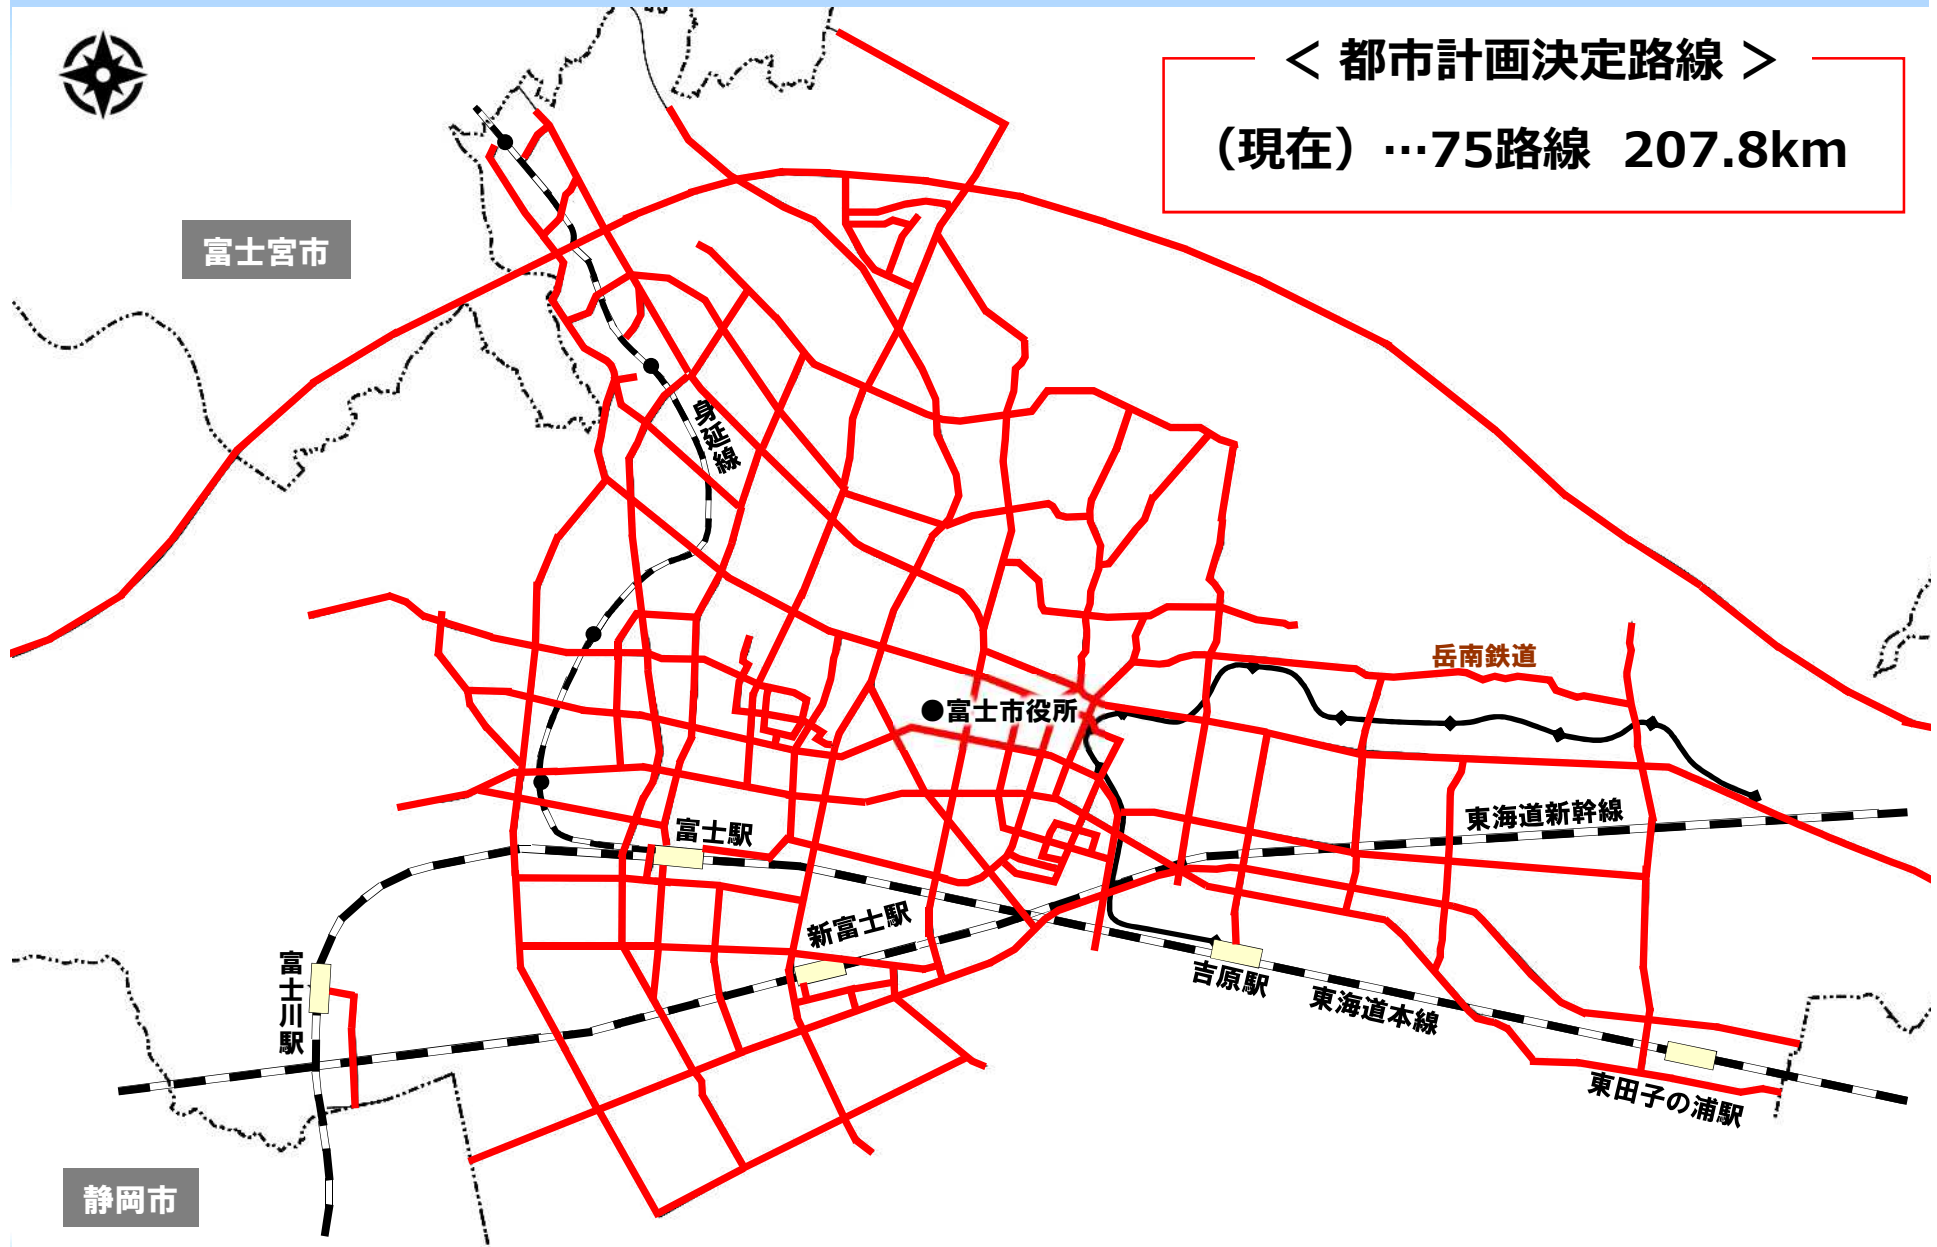 ＜ 都市計画決定路線 ＞
（現在）…75路線 207.8km
富士宮市
身延線
岳南鉄道
●富士市役所
東海道新幹線
富士駅
新富士駅
富士川駅
吉原駅
東海道本線
東田子の浦駅
静岡市